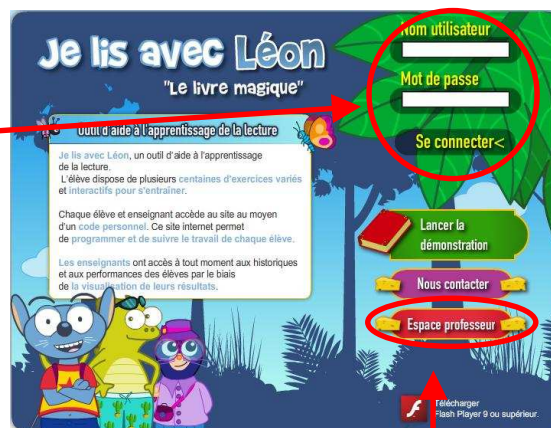 Je lis avec Léon
"Le livre magique"
Outil d'aide à l'apprentissage de la lecture
Je lis avec Léon, un outil d'aide à l'apprentissage
de la lecture.
L'élève dispose de plusieurs centaines d'exercices variés
et interactifs pour s'entraîner.
Chaque élève et enseignant accède au site au moyen
d'un code personnel. Ce site internet permet
de programmer et de suivre le travail de chaque élève.
Les enseignants ont accès à tout moment aux historiques
et aux performances des élèves par le biais
de la visualisation de leurs résultats.
Nom utilisateur
Mot de passe
Se connecter<
Lancer la
démonstration
Nous contacter
Espace professeur
Télécharger
Flash Player 9 ou supérieur.